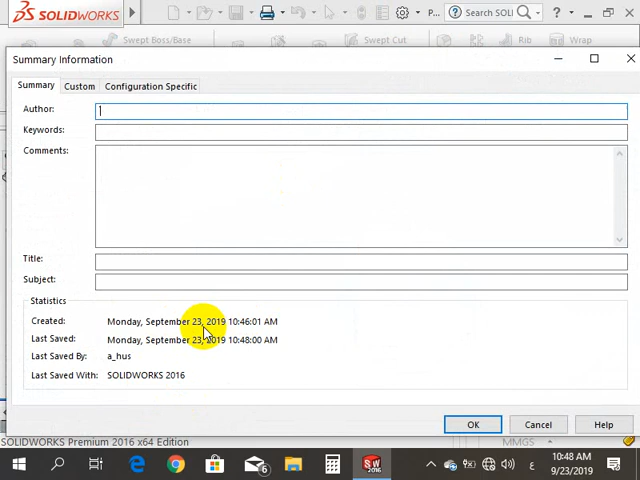 SOLIDWORKS
P...
Search SOLI
Swept Boss/Base
Swept Cut
Rib
Wrap
Summary Information
Summary
Custom
Configuration Specific
Author:
Keywords:
Comments:
Title:
Subject:
Statistics
Created: Monday, September 23, 2019 10:46:01 AM
Last Saved: Monday, September 23, 2019 10:48:00 AM
Last Saved By: a_hus
Last Saved With: SOLIDWORKS 2016
OK
Cancel
Help
SOLIDWORKS Premium 2016 x64 Edition
MMGS
6
SW
2016
ع
10:48 AM
9/23/2019